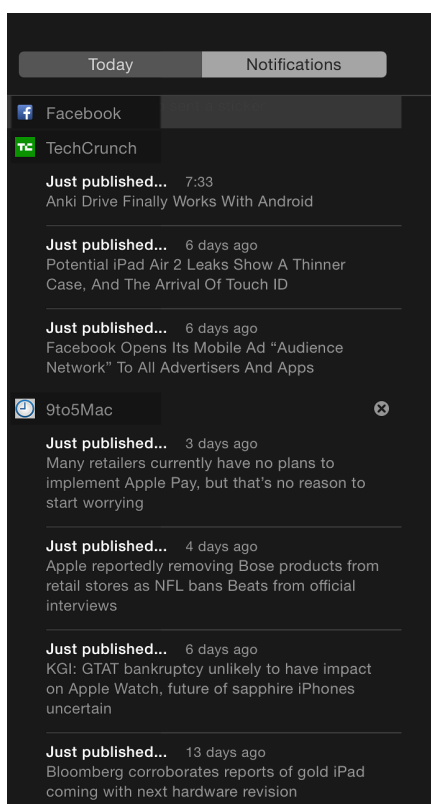 Today Notifications
Facebook
TechCrunch
Just published... 7:33
Anki Drive Finally Works With Android
Just published... 6 days ago
Potential iPad Air 2 Leaks Show A Thinner
Case, And The Arrival Of Touch ID
Just published... 6 days ago
Facebook Opens Its Mobile Ad “Audience
Network” To All Advertisers And Apps
9to5Mac
Just published... 3 days ago
Many retailers currently have no plans to
implement Apple Pay, but that’s no reason to
start worrying
Just published... 4 days ago
Apple reportedly removing Bose products from
retail stores as NFL bans Beats from official
interviews
Just published... 6 days ago
KGI: GTAT bankruptcy unlikely to have impact
on Apple Watch, future of sapphire iPhones
uncertain
Just published... 13 days ago
Bloomberg corroborates reports of gold iPad
coming with next hardware revision